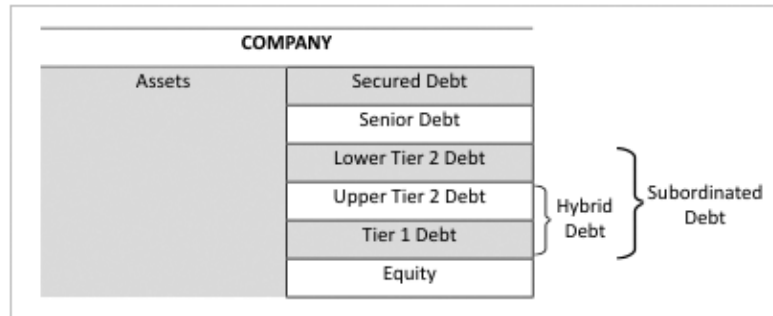 COMPANY
Assets
Secured Debt
Senior Debt
Lower Tier 2 Debt
Upper Tier 2 Debt
Tier 1 Debt
Equity
Hybrid
Debt
Subordinated
Debt